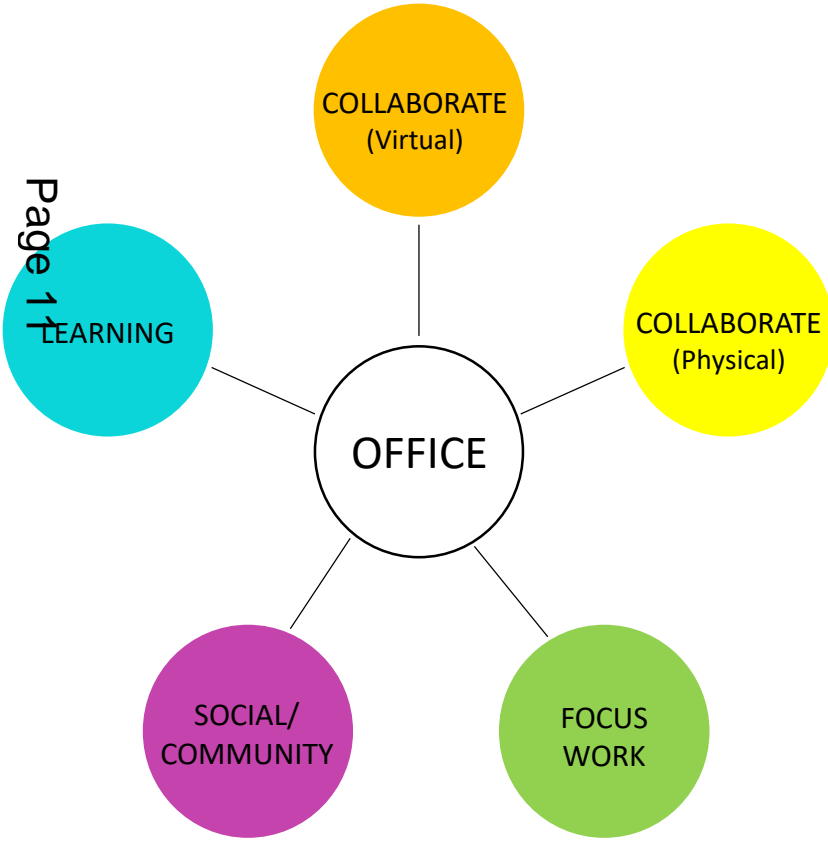 COLLABORATE
(Virtual)
Page 11
LEARNING
COLLABORATE
(Physical)
OFFICE
SOCIAL/
COMMUNITY
FOCUS
WORK